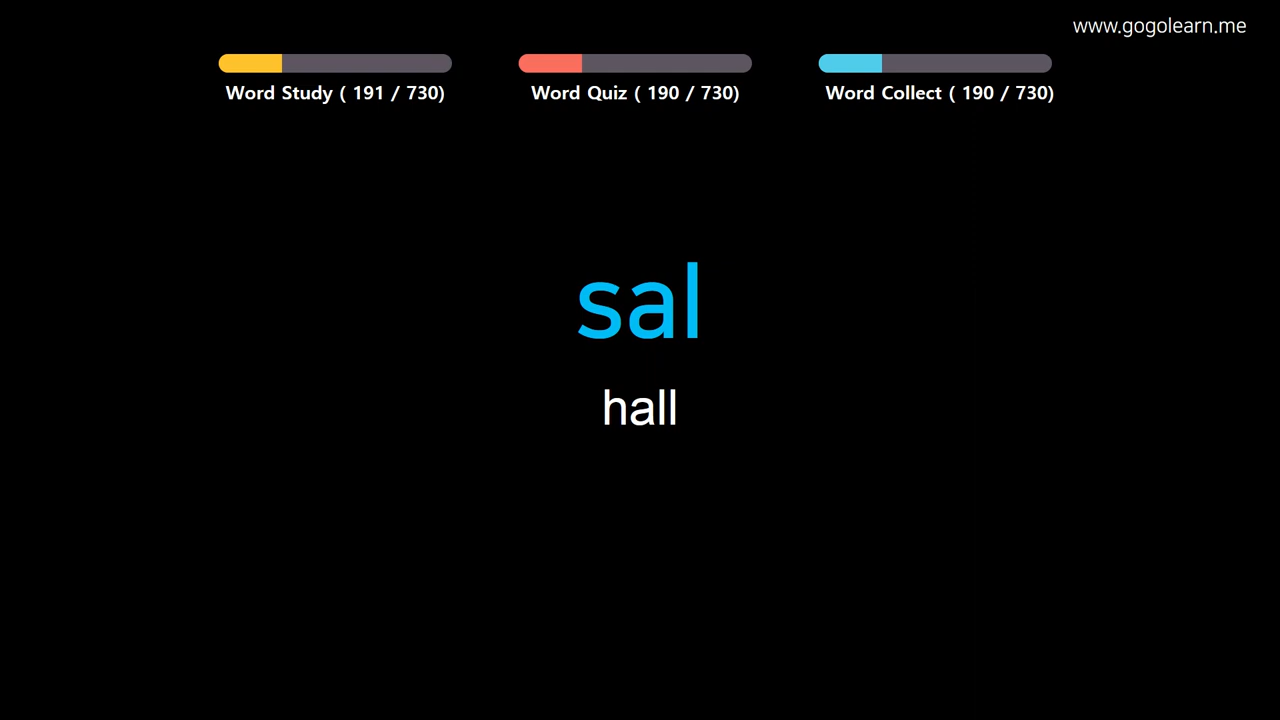 www.gogolearn.me
Word Study ( 191 / 730)
Word Quiz ( 190 / 730)
Word Collect ( 190 / 730)
sal
hall